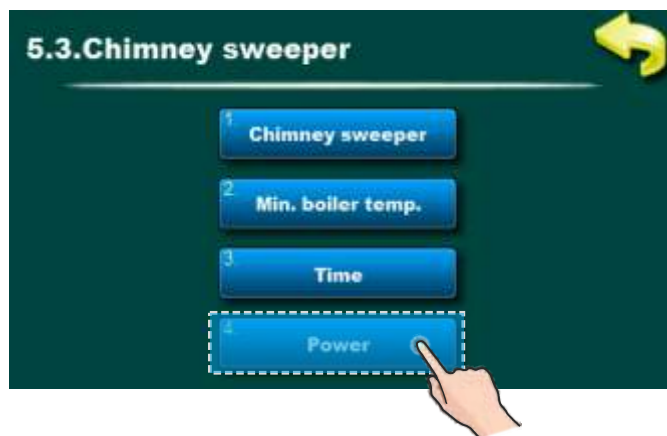 5.3.Chimney sweeper
1
Chimney sweeper
2
Min. boiler temp.
3
Time
4
Power